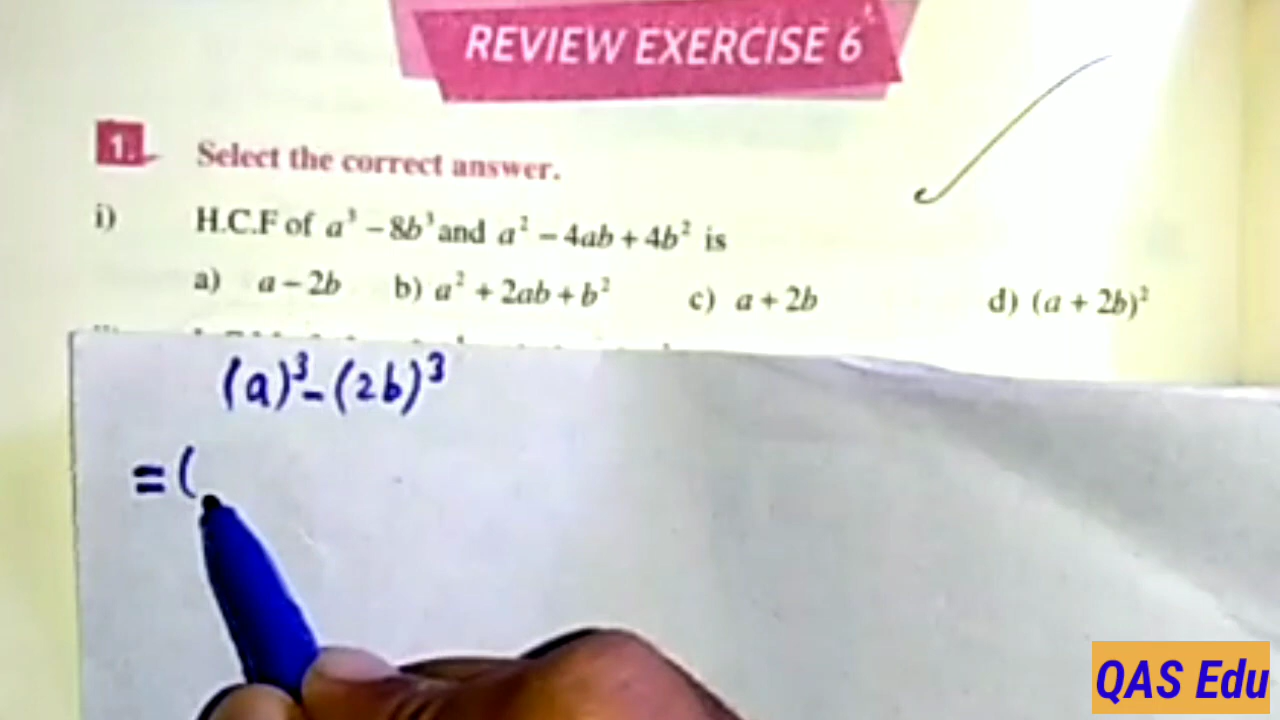 REVIEW EXERCISE 6
1. Select the correct answer.
i) H.C.F of a³ – 8b³ and a² – 4ab + 4b² is
a) a – 2b b) a² + 2ab + b² c) a + 2b d) (a + 2b)²
(a)³ - (2b)³
= (
QAS Edu